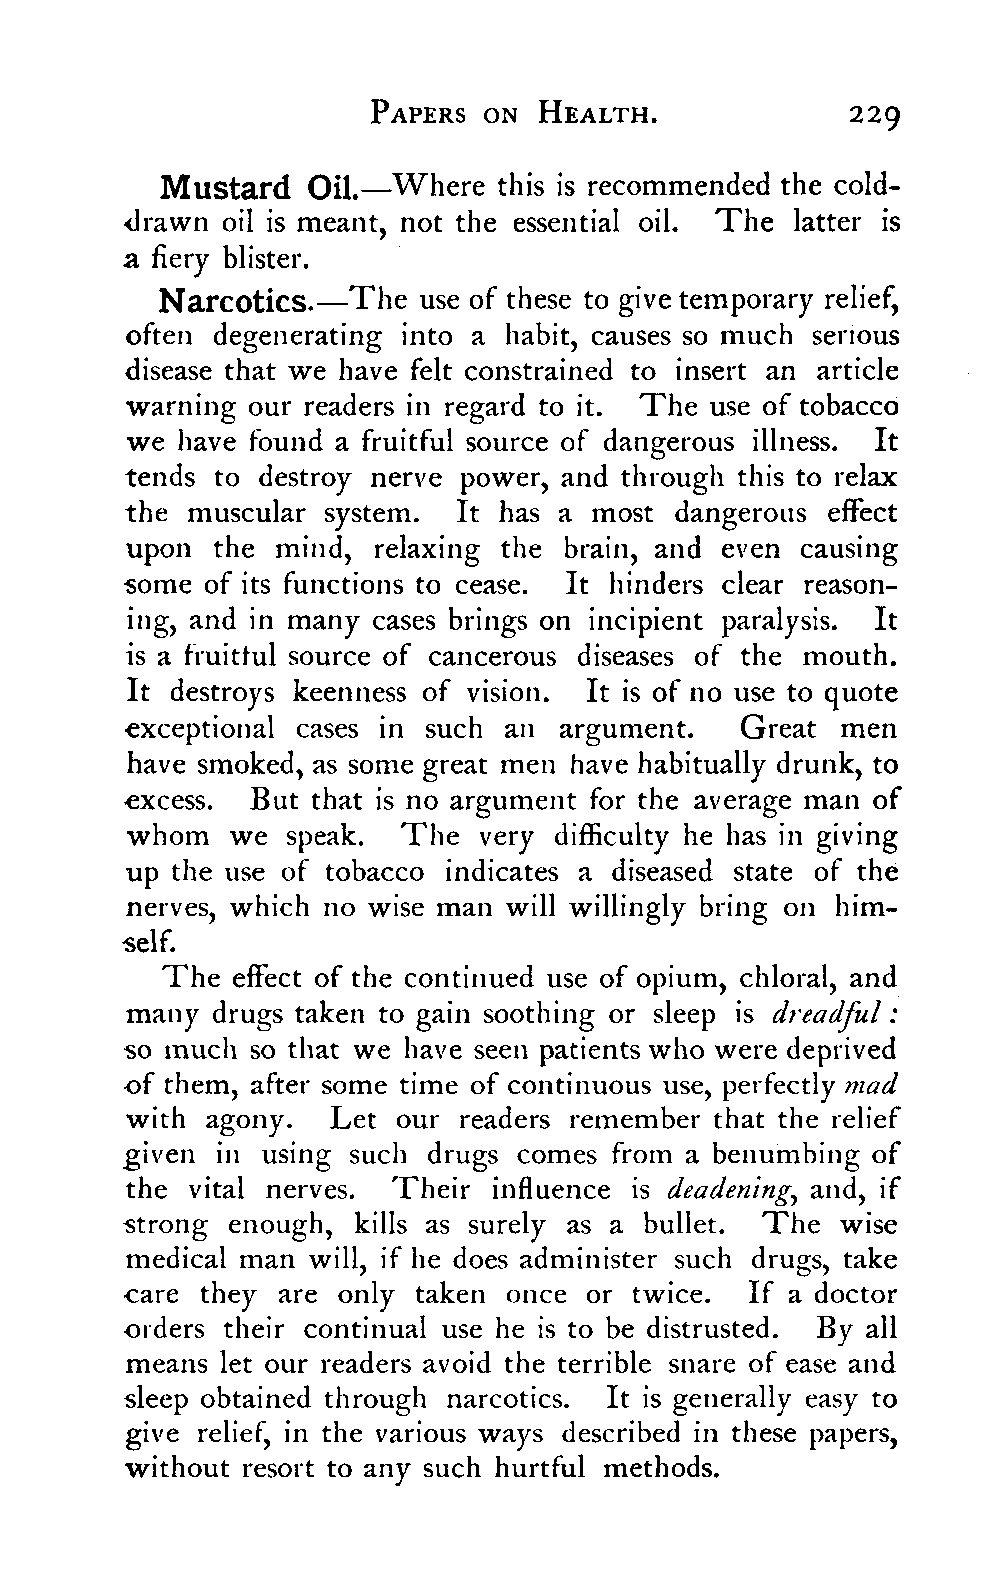 PAPERS ON HEALTH. 229
Mustard Oil.—Where this is recommended the cold-
drawn oil is meant, not the essential oil. The latter is
a fiery blister.
Narcotics.—The use of these to give temporary relief,
often degenerating into a habit, causes so much serious
disease that we have felt constrained to insert an article
warning our readers in regard to it. The use of tobacco
we have found a fruitful source of dangerous illness. It
tends to destroy nerve power, and through this to relax
the muscular system. It has a most dangerous effect
upon the mind, relaxing the brain, and even causing
some of its functions to cease. It hinders clear reason-
ing, and in many cases brings on incipient paralysis. It
is a fruitful source of cancerous diseases of the mouth.
It destroys keenness of vision. It is of no use to quote
exceptional cases in such an argument. Great men
have smoked, as some great men have habitually drunk, to
excess. But that is no argument for the average man of
whom we speak. The very difficulty he has in giving
up the use of tobacco indicates a diseased state of the
nerves, which no wise man will willingly bring on him-
self.
The effect of the continued use of opium, chloral, and
many drugs taken to gain soothing or sleep is dreadful:
so much so that we have seen patients who were deprived
of them, after some time of continuous use, perfectly mad
with agony. Let our readers remember that the relief
given in using such drugs comes from a benumbing of
the vital nerves. Their influence is deadening, and, if
strong enough, kills as surely as a bullet. The wise
medical man will, if he does administer such drugs, take
care they are only taken once or twice. If a doctor
orders their continual use he is to be distrusted. By all
means let our readers avoid the terrible snare of ease and
sleep obtained through narcotics. It is generally easy to
give relief, in the various ways described in these papers,
without resort to any such hurtful methods.